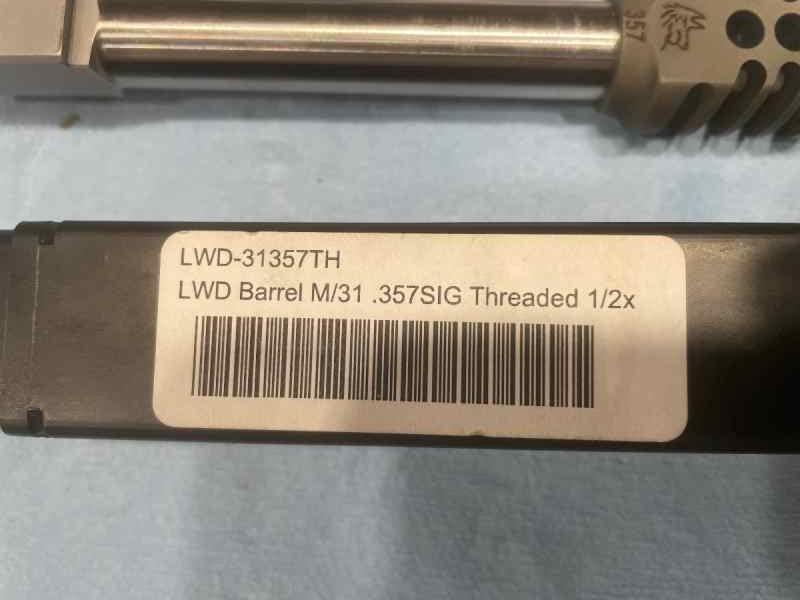 357
LWD-31357TH
LWD Barrel M/31 .357SIG Threaded 1/2x